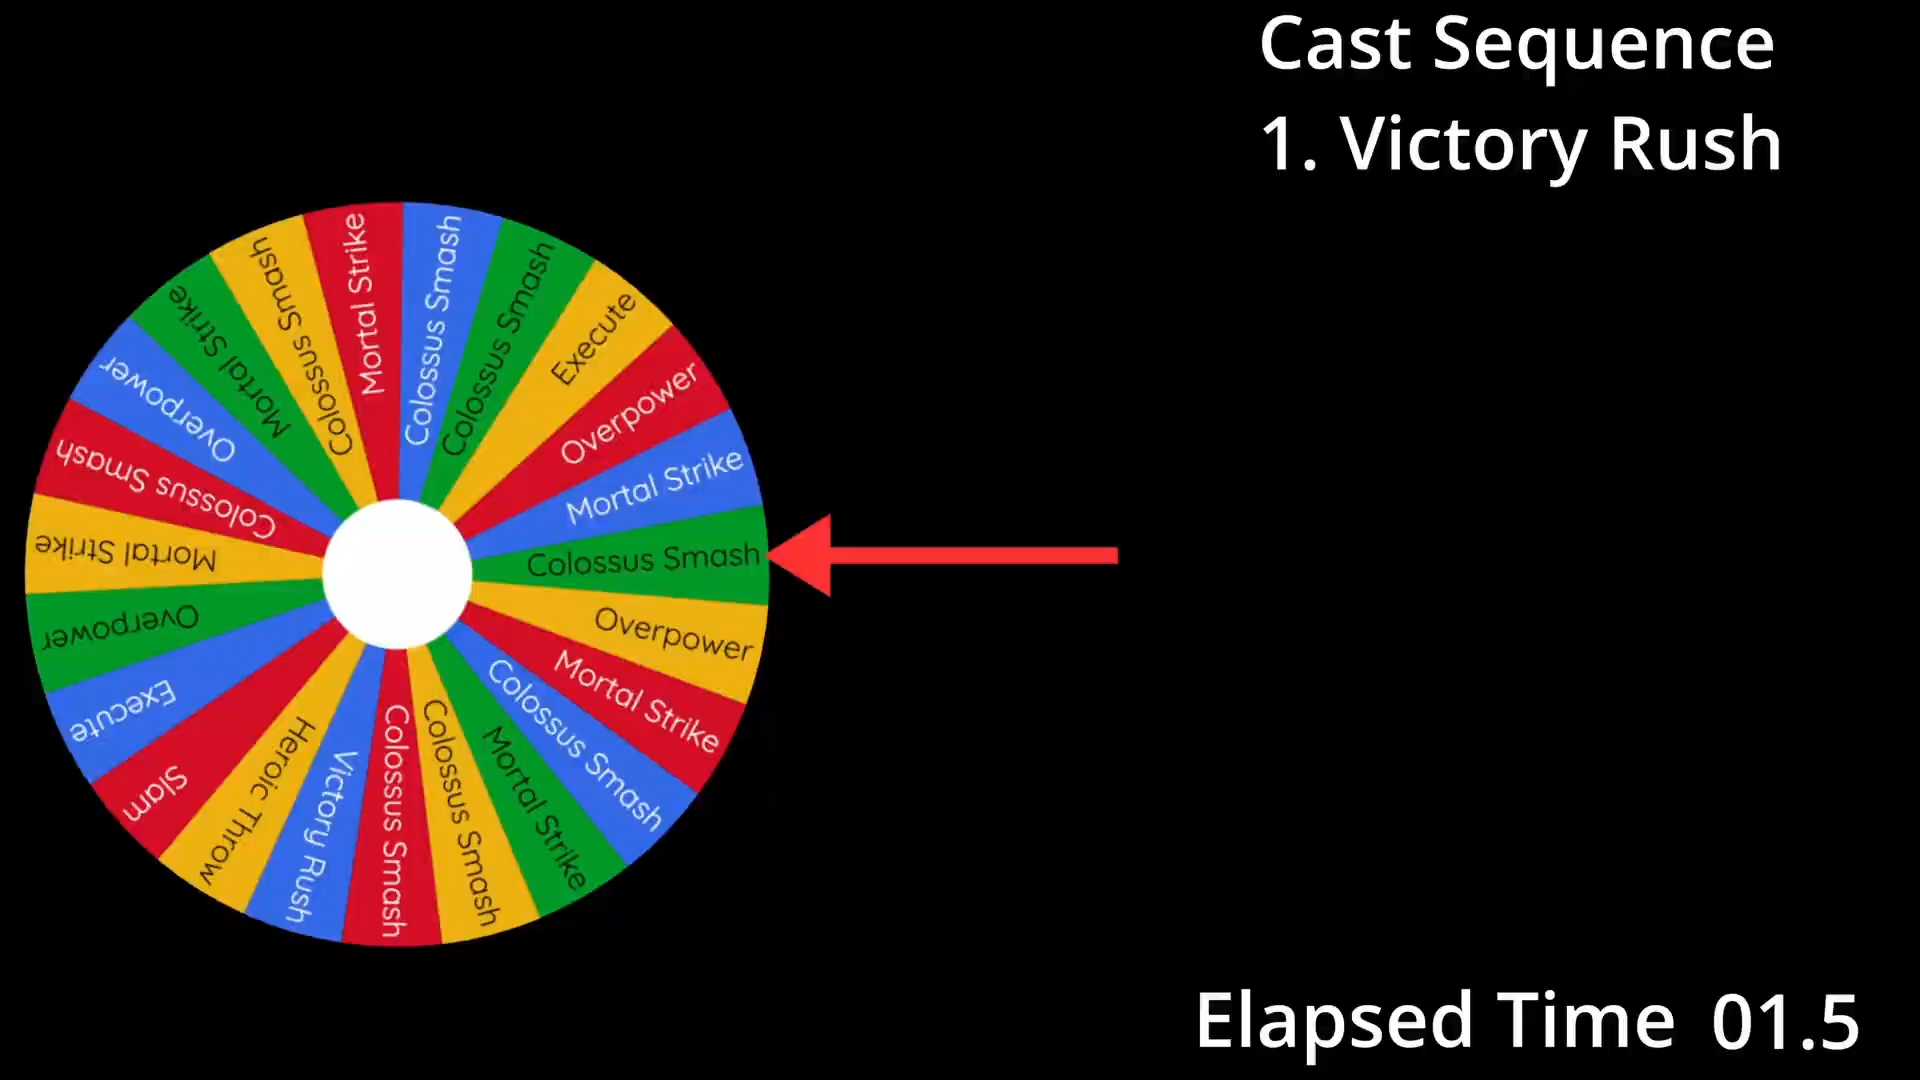 Cast Sequence
1. Victory Rush
Colossus Smash
Colossus Smash
Execute
Overpower
Mortal Strike
Colossus Smash
Overpower
Mortal Strike
Colossus Smash
Mortal Strike
Colossus Smash
Colossus Smash
Victory Rush
Heroic Throw
Slam
Execute
Overpower
Mortal Strike
Colossus Smash
Overpower
Mortal Strike
Colossus Smash
Mortal Strike
Elapsed Time 01.5